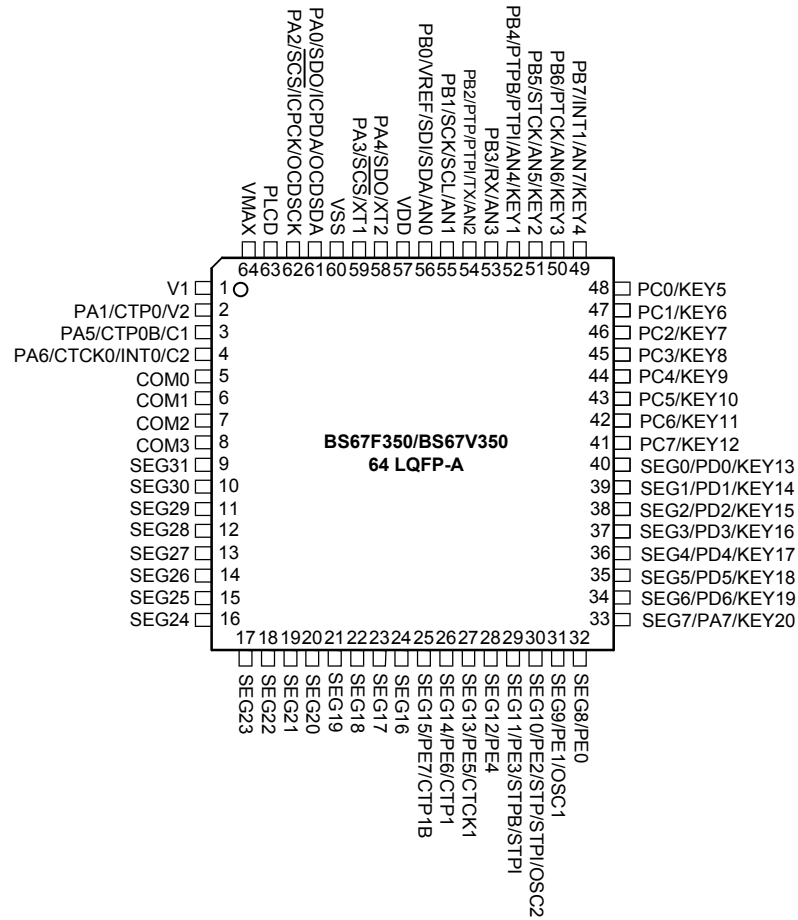 PA0/SDO/ICPDA/OCDSDA
PA2/SCS/ICPCK/OCDSCK
PLCD
VMAX
VSS
PA3/SCS/XT1
PA4/SDO/XT2
VDD
PB0/VREF/SDI/SDA/AN0
PB1/SCK/SCL/AN1
PB2/PTP/PTPI/TX/AN2
PB3/RX/AN3
PB4/PTPB/PTPI/AN4/KEY1
PB5/STCK/AN5/KEY2
PB6/PTCK/AN6/KEY3
PB7/INT1/AN7/KEY4
64 63 62 61 60 59 58 57 56 55 54 53 52 51 50 49
V1 1
PA1/CTP0/V2 2
PA5/CTP0B/C1 3
PA6/CTCK0/INT0/C2 4
COM0 5
COM1 6
COM2 7
COM3 8
SEG31 9
SEG30 10
SEG29 11
SEG28 12
SEG27 13
SEG26 14
SEG25 15
SEG24 16
BS67F350/BS67V350
64 LQFP-A
48 PC0/KEY5
47 PC1/KEY6
46 PC2/KEY7
45 PC3/KEY8
44 PC4/KEY9
43 PC5/KEY10
42 PC6/KEY11
41 PC7/KEY12
40 SEG0/PD0/KEY13
39 SEG1/PD1/KEY14
38 SEG2/PD2/KEY15
37 SEG3/PD3/KEY16
36 SEG4/PD4/KEY17
35 SEG5/PD5/KEY18
34 SEG6/PD6/KEY19
33 SEG7/PA7/KEY20
17 18 19 20 21 22 23 24 25 26 27 28 29 30 31 32
SEG23
SEG22
SEG21
SEG20
SEG19
SEG18
SEG17
SEG16
SEG15/PE7/CTP1B
SEG14/PE6/CTP1
SEG13/PE5/CTCK1
SEG12/PE4
SEG11/PE3/STPB/STPI
SEG10/PE2/STP/STPI/OSC2
SEG9/PE1/OSC1
SEG8/PE0